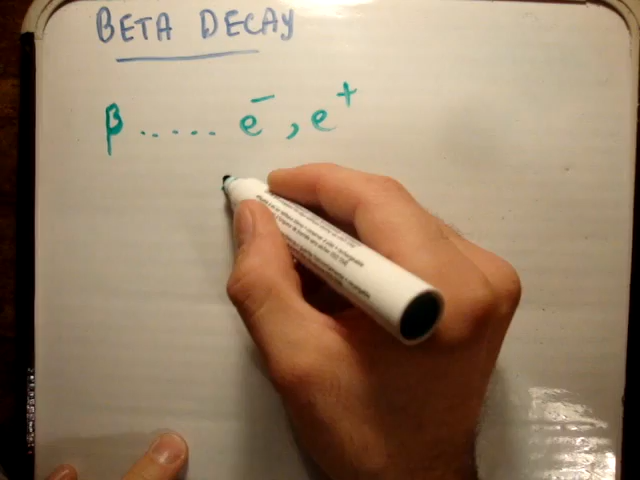 BETA DECAY
β ..... e⁻, e⁺